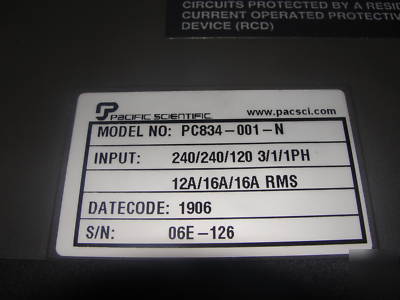 CIRCUITS PROTECTED BY A RESID
CURRENT OPERATED PROTECTIVE
DEVICE (RCD)
PACIFIC SCIENTIFIC www.pacsci.com
MODEL NO: PC834-001-N
INPUT: 240/240/120 3/1/1PH
12A/16A/16A RMS
DATECODE: 1906
S/N: 06E-126